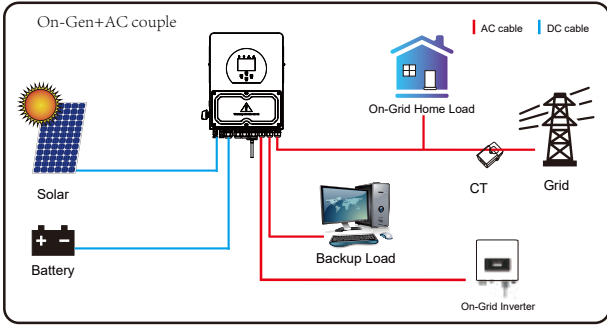 On-Gen+AC couple
AC cable
DC cable
On-Grid Home Load
CT
Grid
Solar
Backup Load
Battery
On-Grid Inverter